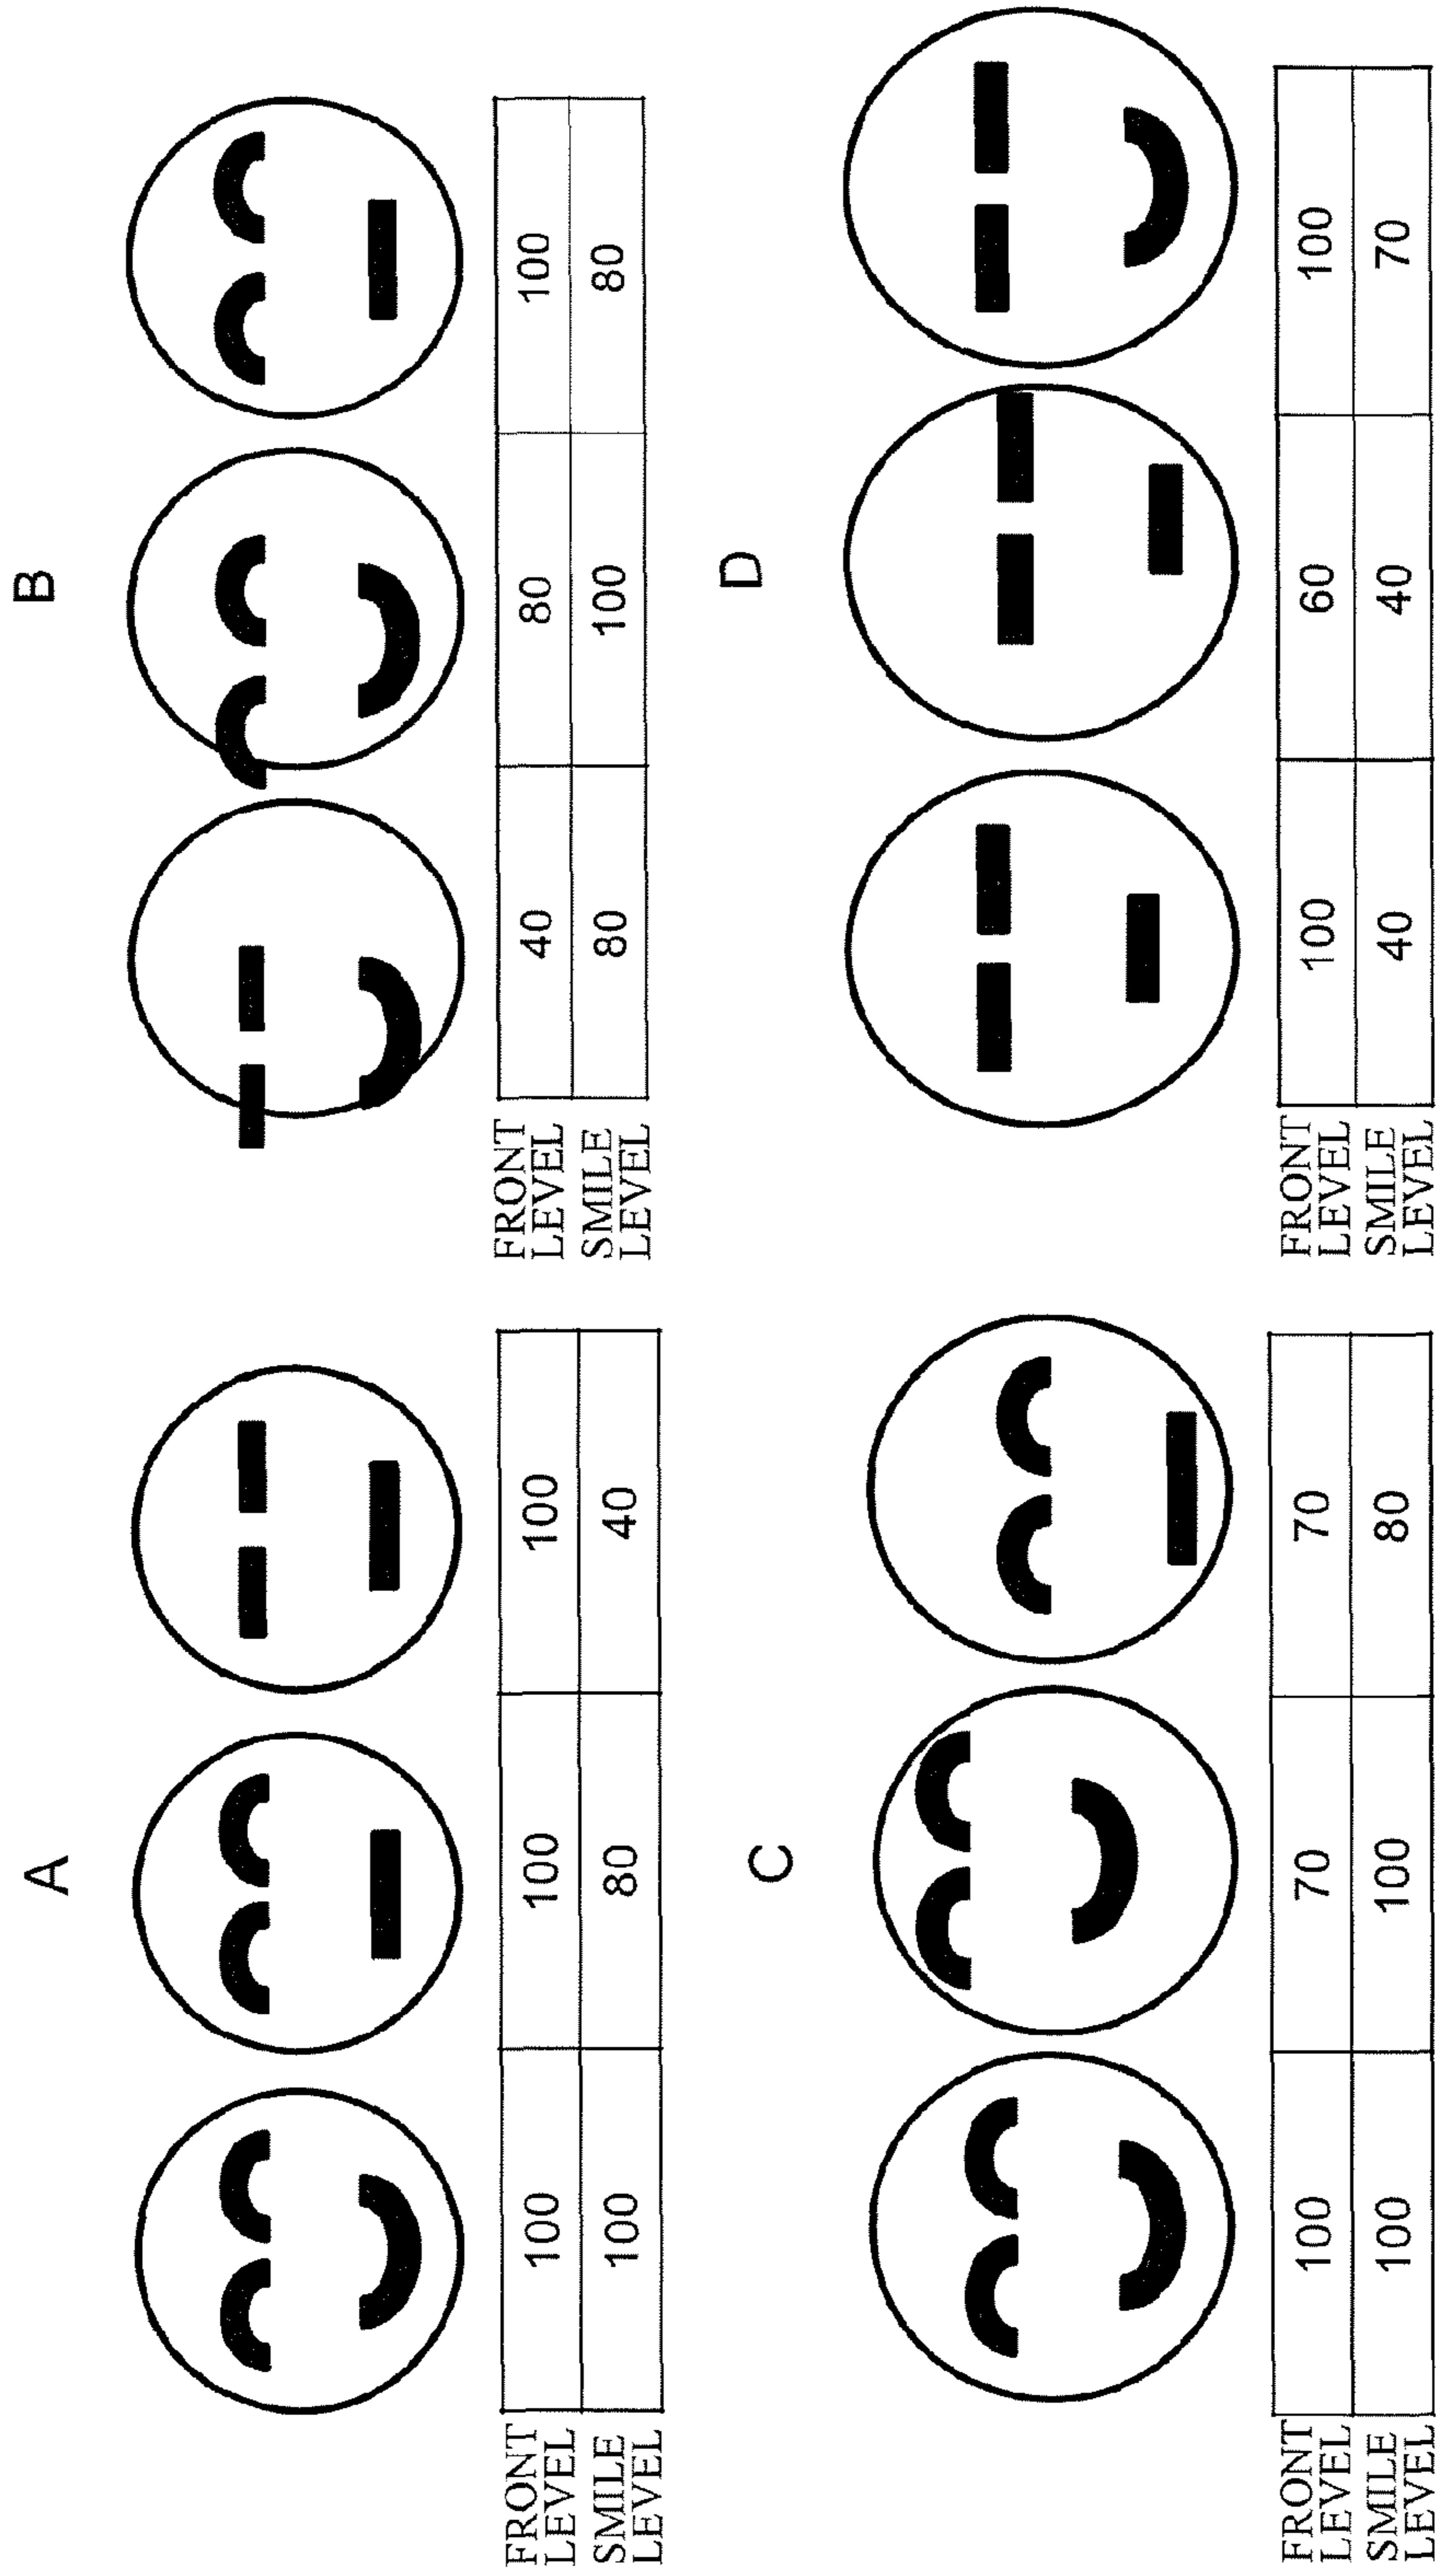 A
FRONT LEVEL 100 100 100
SMILE LEVEL 100 80 40
B
FRONT LEVEL 40 80 100
SMILE LEVEL 80 100 80
C
FRONT LEVEL 100 70 70
SMILE LEVEL 100 100 80
D
FRONT LEVEL 100 60 100
SMILE LEVEL 40 40 70